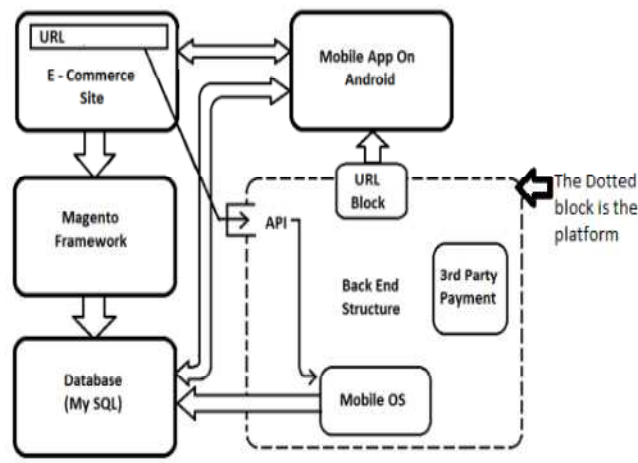 URL
E - Commerce
Site
Mobile App On
Android
URL
Block
The Dotted
block is the
platform
Magento
Framework
API
Back End
Structure
3rd Party
Payment
Database
(My SQL)
Mobile OS